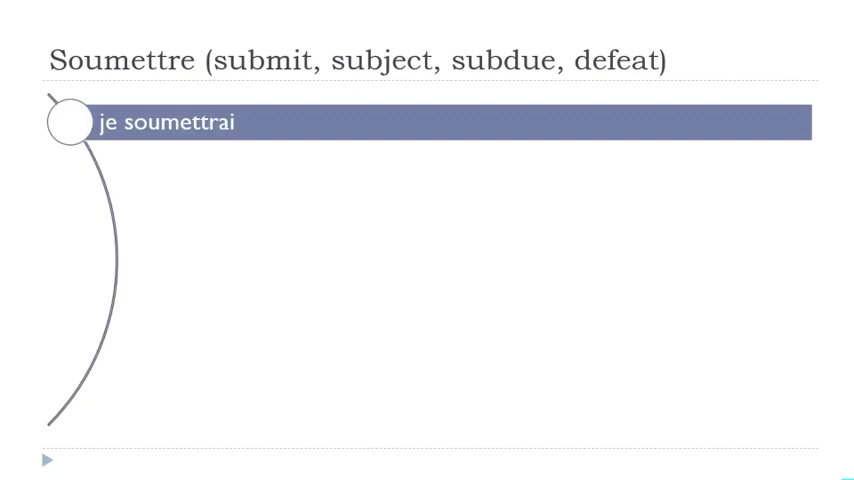 Soumettre (submit, subject, subdue, defeat)
je soumettrai